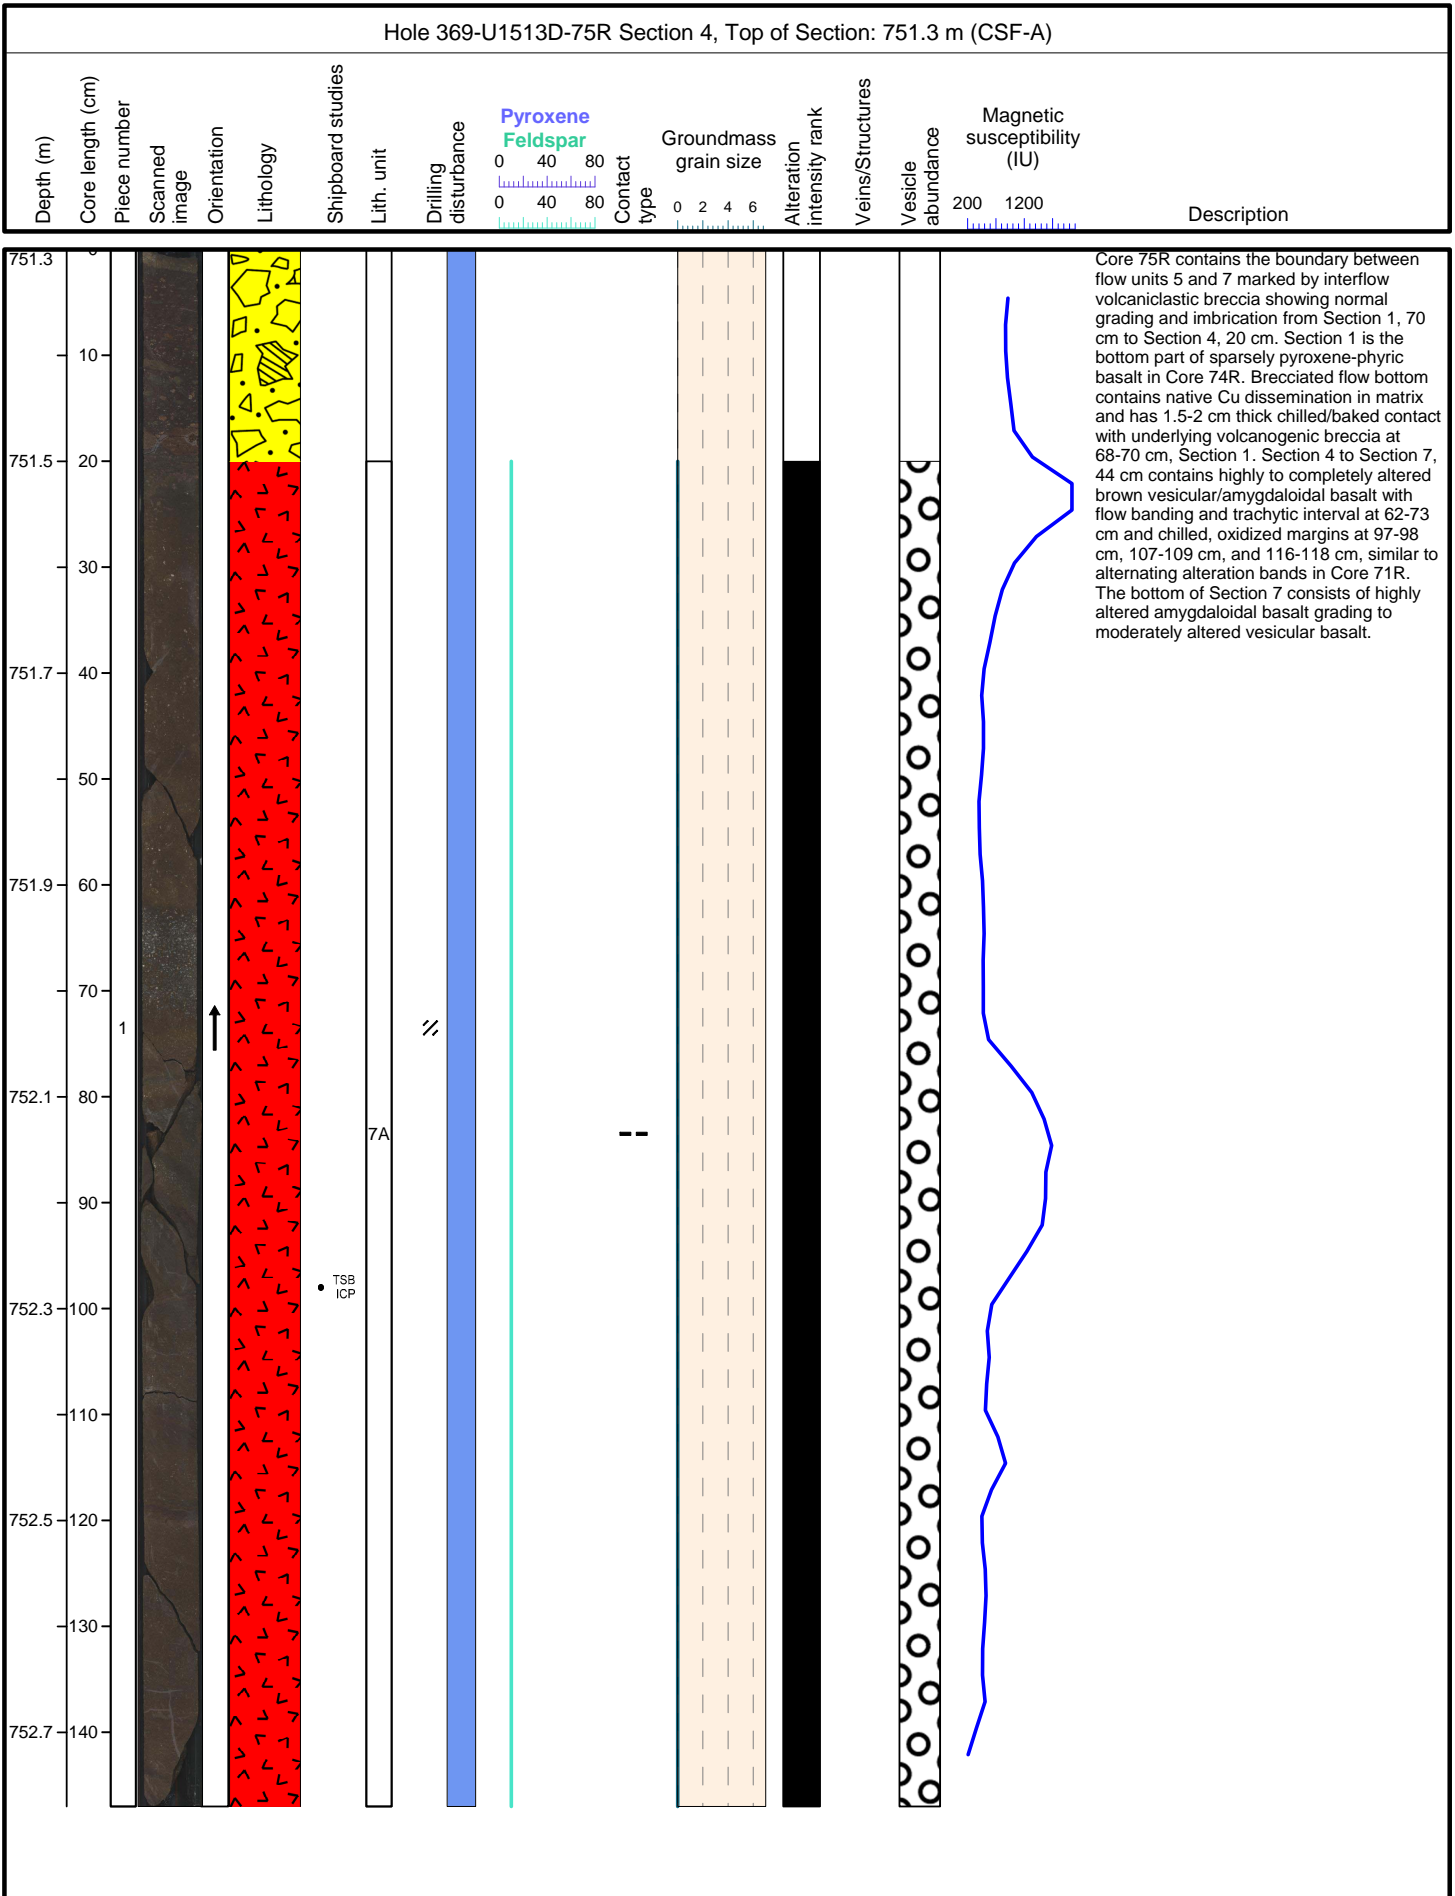 Hole 369-U1513D-75R Section 4, Top of Section: 751.3 m (CSF-A)
Depth (m)
Core length (cm)
Piece number
Scanned image
Orientation
Lithology
Shipboard studies
Lith. unit
Drilling disturbance
Pyroxene
Feldspar
0 40 80
0 40 80
Contact type
Groundmass
grain size
0 2 4 6
Alteration intensity rank
Veins/Structures
Vesicle abundance
Magnetic
susceptibility
(IU)
200 1200
Description
751.3
10
751.5 20
30
751.7 40
50
751.9 60
70
1
752.1 80
7A
90
TSB
ICP
752.3 100
110
752.5 120
130
752.7 140
Core 75R contains the boundary between
flow units 5 and 7 marked by interflow
volcaniclastic breccia showing normal
grading and imbrication from Section 1, 70
cm to Section 4, 20 cm. Section 1 is the
bottom part of sparsely pyroxene-phyric
basalt in Core 74R. Brecciated flow bottom
contains native Cu dissemination in matrix
and has 1.5-2 cm thick chilled/baked contact
with underlying volcanogenic breccia at
68-70 cm, Section 1. Section 4 to Section 7,
44 cm contains highly to completely altered
brown vesicular/amygdaloidal basalt with
flow banding and trachytic interval at 62-73
cm and chilled, oxidized margins at 97-98
cm, 107-109 cm, and 116-118 cm, similar to
alternating alteration bands in Core 71R.
The bottom of Section 7 consists of highly
altered amygdaloidal basalt grading to
moderately altered vesicular basalt.